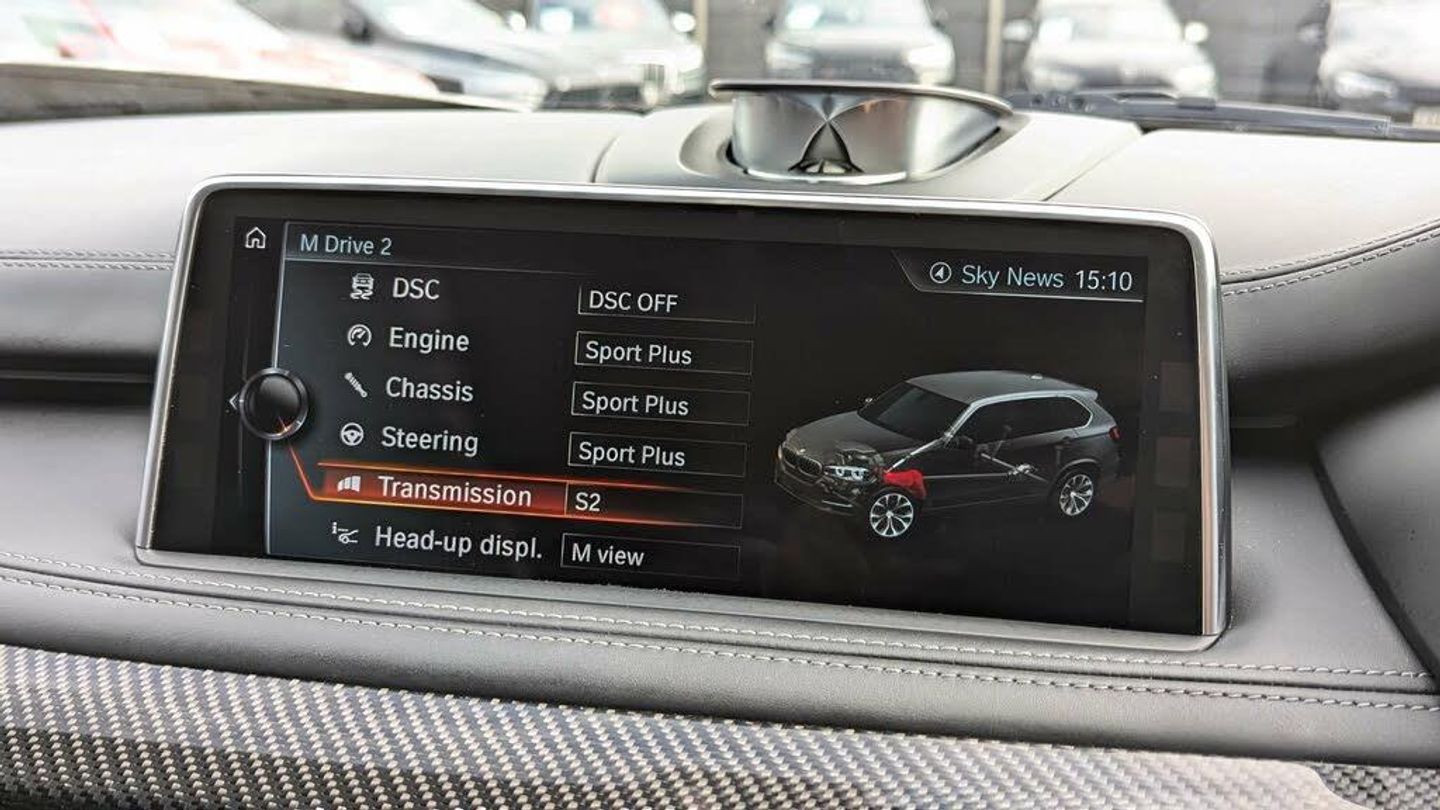 M Drive 2
Sky News 15:10
DSC DSC OFF
Engine Sport Plus
Chassis Sport Plus
Steering Sport Plus
Transmission S2
Head-up displ. M view